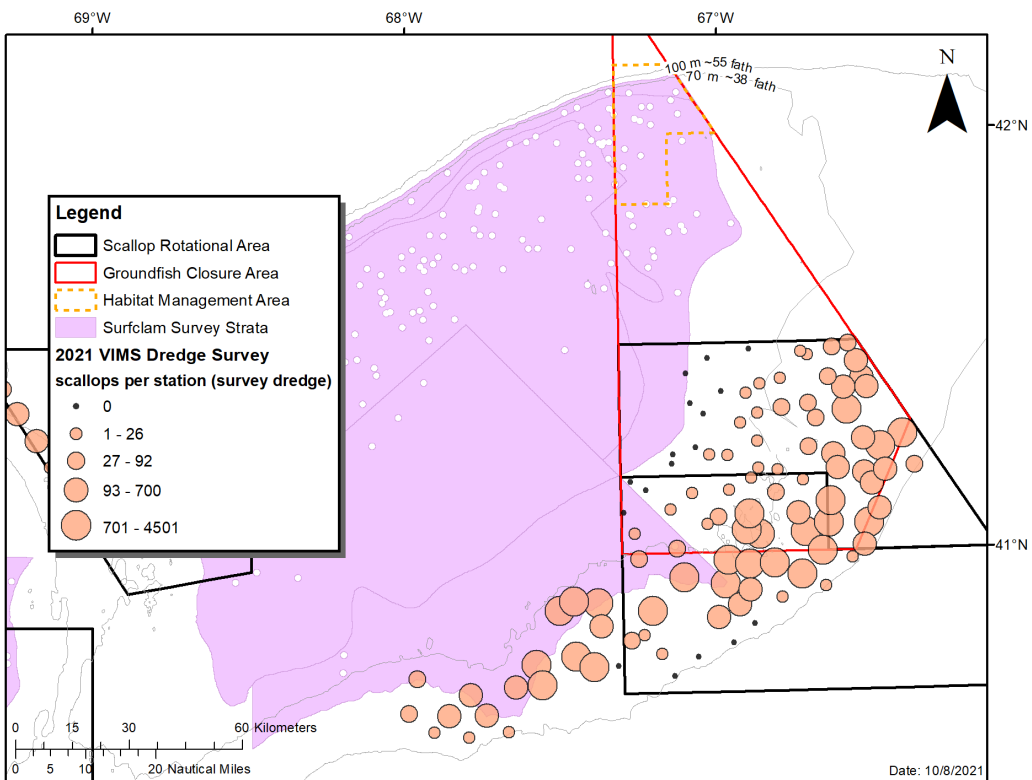 69°W
68°W
67°W
100 m ~55 fath
70 m ~38 fath
N
42°N
Legend
Scallop Rotational Area
Groundfish Closure Area
Habitat Management Area
Surfclam Survey Strata
2021 VIMS Dredge Survey
scallops per station (survey dredge)
0
1 - 26
27 - 92
93 - 700
701 - 4501
41°N
0 15 30 60 Kilometers
0 5 10 20 Nautical Miles
Date: 10/8/2021